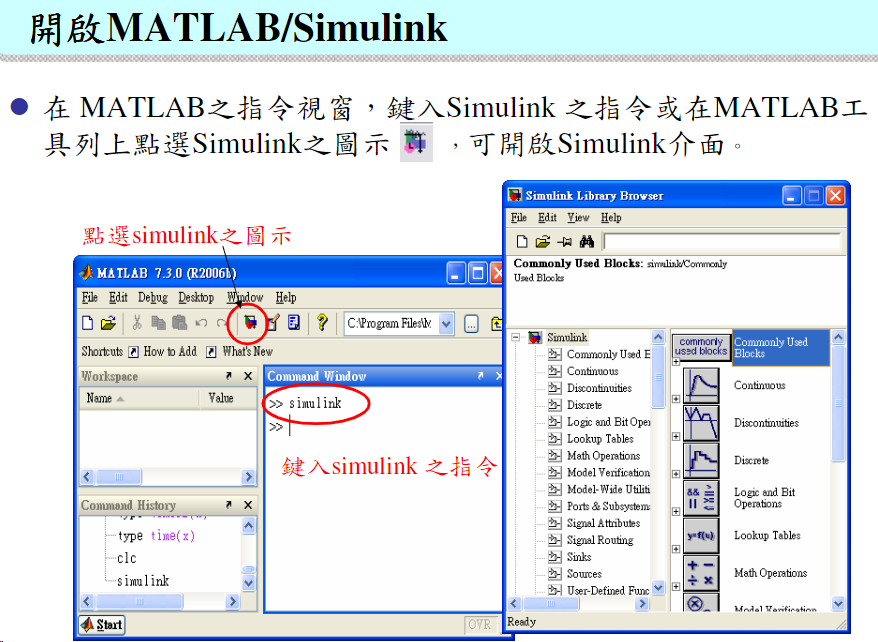 開啟MATLAB/Simulink
在 MATLAB之指令視窗，鍵入Simulink 之指令或在MATLAB工
具列上點選Simulink之圖示 ，可開啟Simulink介面。
點選simulink之圖示
MATLAB 7.3.0 (R2006b)
File Edit Debug Desktop Window Help
C:\Program Files\M
Shortcuts How to Add What's New
Workspace
Name Value
Command History
type time(x)
clc
simulink
Start
Command Window
>> simulink
>>
鍵入simulink 之指令
OVR
Simulink Library Browser
File Edit View Help
Commonly Used Blocks: simulink/Commonly
Used Blocks
Simulink
Commonly Used E
Continuous
Discontinuities
Discrete
Logic and Bit Oper
Lookup Tables
Math Operations
Model Verification
Model-Wide Utiliti
Ports & Subsystems
Signal Attributes
Signal Routing
Sinks
Sources
User-Defined Func
commonly
used blocks
Commonly Used
Blocks
Continuous
Discontinuities
Discrete
Logic and Bit
Operations
y=f(u)
Lookup Tables
Math Operations
Model Verification
Ready